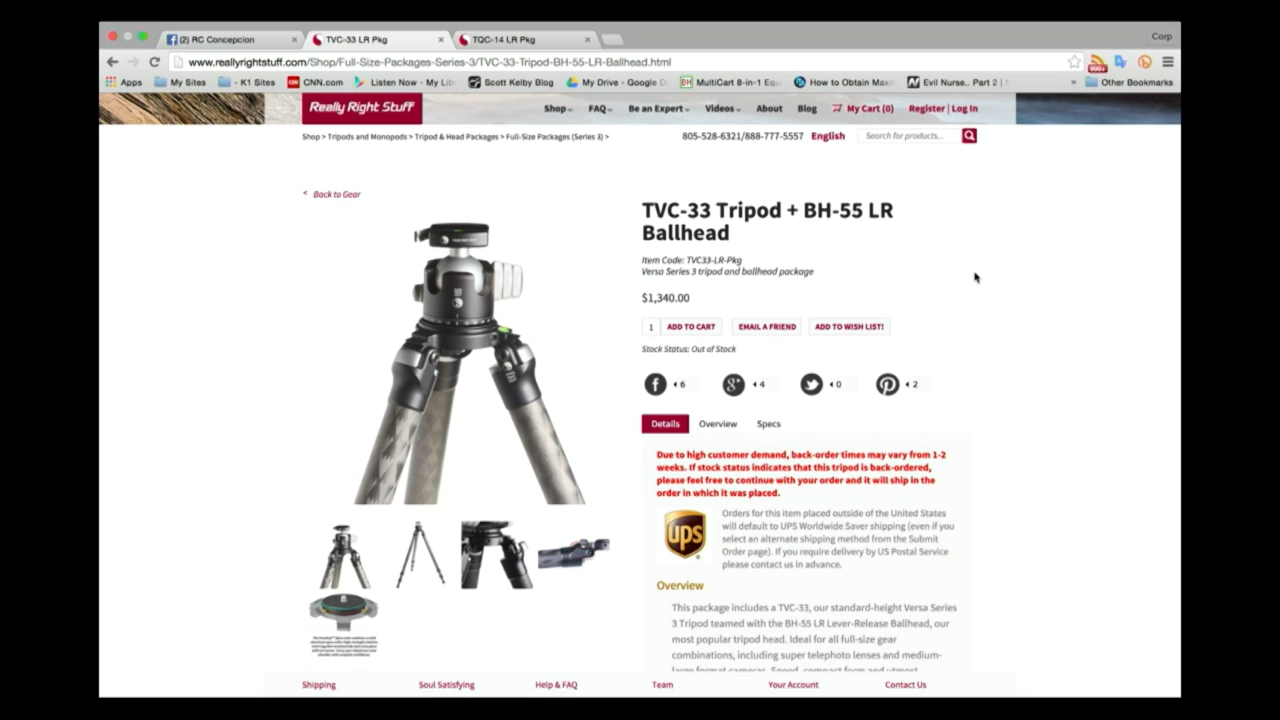 (2) RC Concepcion
TVC-33 LR Pkg
TQC-14 LR Pkg
Corp
www.reallyrightstuff.com/Shop/Full-Size-Packages-Series-3/TVC-33-Tripod-BH-55-LR-Ballhead.html
Apps
My Sites
- K1 Sites
CNN.com
Listen Now - My Lib
Scott Kelby Blog
My Drive - Google D
MultiCart 8-in-1 Equ
How to Obtain Maxi
Evil Nurse.. Part 2 |
» Other Bookmarks
Really Right Stuff
Shop FAQ Be an Expert Videos About Blog My Cart (0) Register | Log In
Shop > Tripods and Monopods > Tripod & Head Packages > Full-Size Packages (Series 3) >
805-528-6321/888-777-5557 English Search for products...
< Back to Gear
TVC-33 Tripod + BH-55 LR
Ballhead
Item Code: TVC33-LR-Pkg
Versa Series 3 tripod and ballhead package
$1,340.00
1 ADD TO CART EMAIL A FRIEND ADD TO WISH LIST!
Stock Status: Out of Stock
6 4 0 2
Details Overview Specs
Due to high customer demand, back-order times may vary from 1-2
weeks. If stock status indicates that this tripod is back-ordered,
please feel free to continue with your order and it will ship in the
order in which it was placed.
ups
Orders for this item placed outside of the United States
will default to UPS Worldwide Saver shipping (even if you
select an alternate shipping method from the Submit
Order page). If you require delivery by US Postal Service
please contact us in advance.
Overview
This package includes a TVC-33, our standard-height Versa Series
3 Tripod teamed with the BH-55 LR Lever-Release Ballhead, our
most popular tripod head. Ideal for all full-size gear
combinations, including super telephoto lenses and medium-
large format cameras. Speed, compact form and utmost
Shipping Soul Satisfying Help & FAQ Team Your Account Contact Us